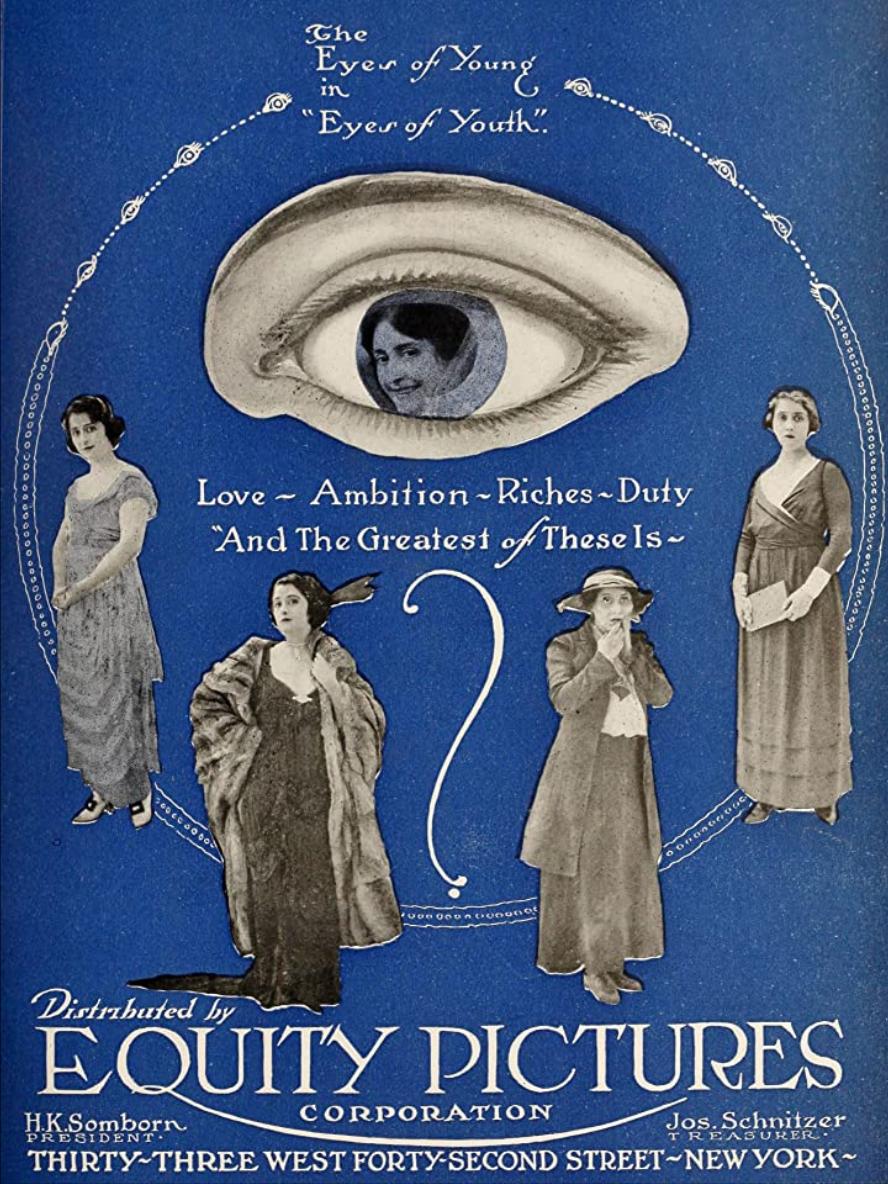 The
Eyes of Young
in
"Eyes of Youth".
Love ~ Ambition ~ Riches ~ Duty
"And The Greatest of These Is ~
?
Distributed by
EQUITY PICTURES
CORPORATION
H.K. Somborn
PRESIDENT.
Jos. Schnitzer
TREASURER.
THIRTY~THREE WEST FORTY-SECOND STREET~NEW YORK~